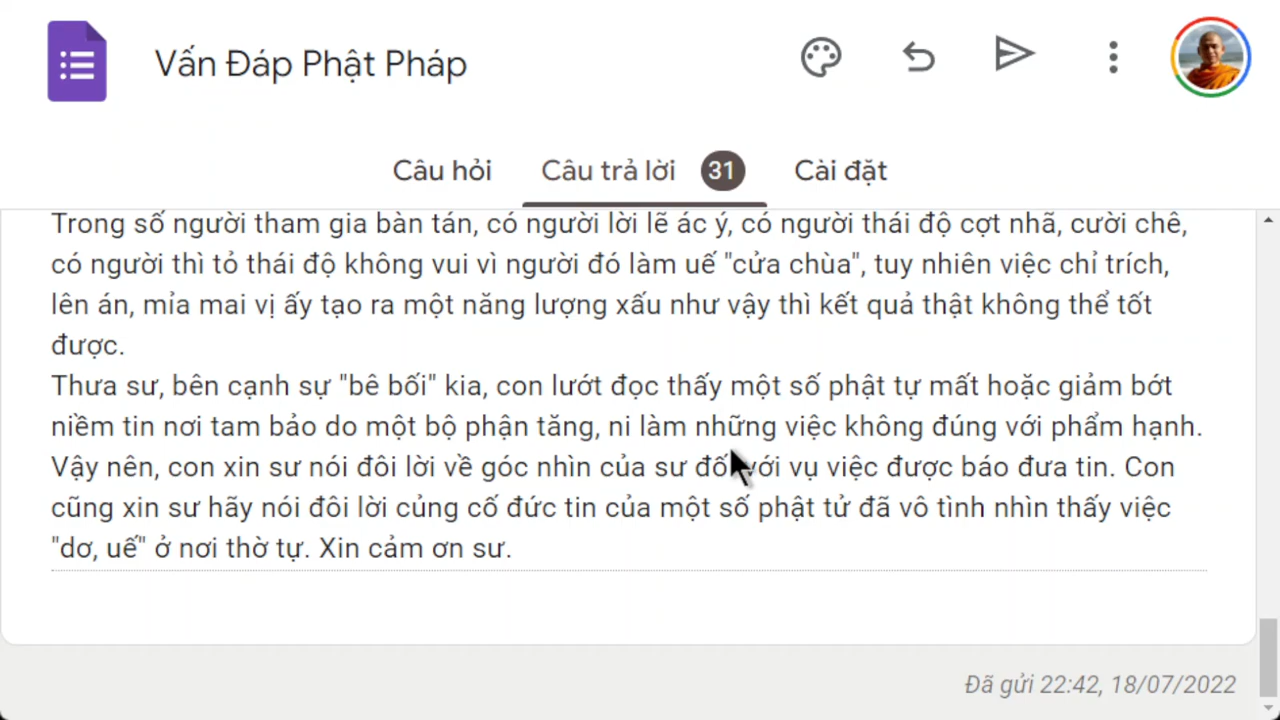 Vấn Đáp Phật Pháp
Câu hỏi
Câu trả lời 31
Cài đặt
Trong số người tham gia bàn tán, có người lời lẽ ác ý, có người thái độ cợt nhã, cười chê,
có người thì tỏ thái độ không vui vì người đó làm uế "cửa chùa", tuy nhiên việc chỉ trích,
lên án, mỉa mai vị ấy tạo ra một năng lượng xấu như vậy thì kết quả thật không thể tốt
được.
Thưa sư, bên cạnh sự "bê bối" kia, con lướt đọc thấy một số phật tự mất hoặc giảm bớt
niềm tin nơi tam bảo do một bộ phận tăng, ni làm những việc không đúng với phẩm hạnh.
Vậy nên, con xin sư nói đôi lời về góc nhìn của sư đối với vụ việc được báo đưa tin. Con
cũng xin sư hãy nói đôi lời củng cố đức tin của một số phật tử đã vô tình nhìn thấy việc
"dơ, uế" ở nơi thờ tự. Xin cảm ơn sư.
Đã gửi 22:42, 18/07/2022